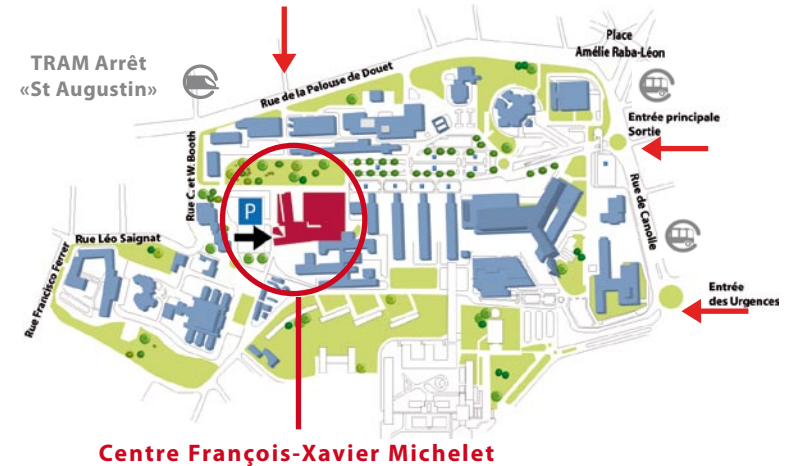 Place
Amélie Raba-Léon
TRAM Arrêt
«St Augustin»
Rue de la Pelouse de Douet
Entrée principale
Sortie
Rue C. et W. Booth
P
Rue de Canolle
Rue Léo Saignat
Rue Francisco Ferrer
Entrée
des Urgences
Centre François-Xavier Michelet